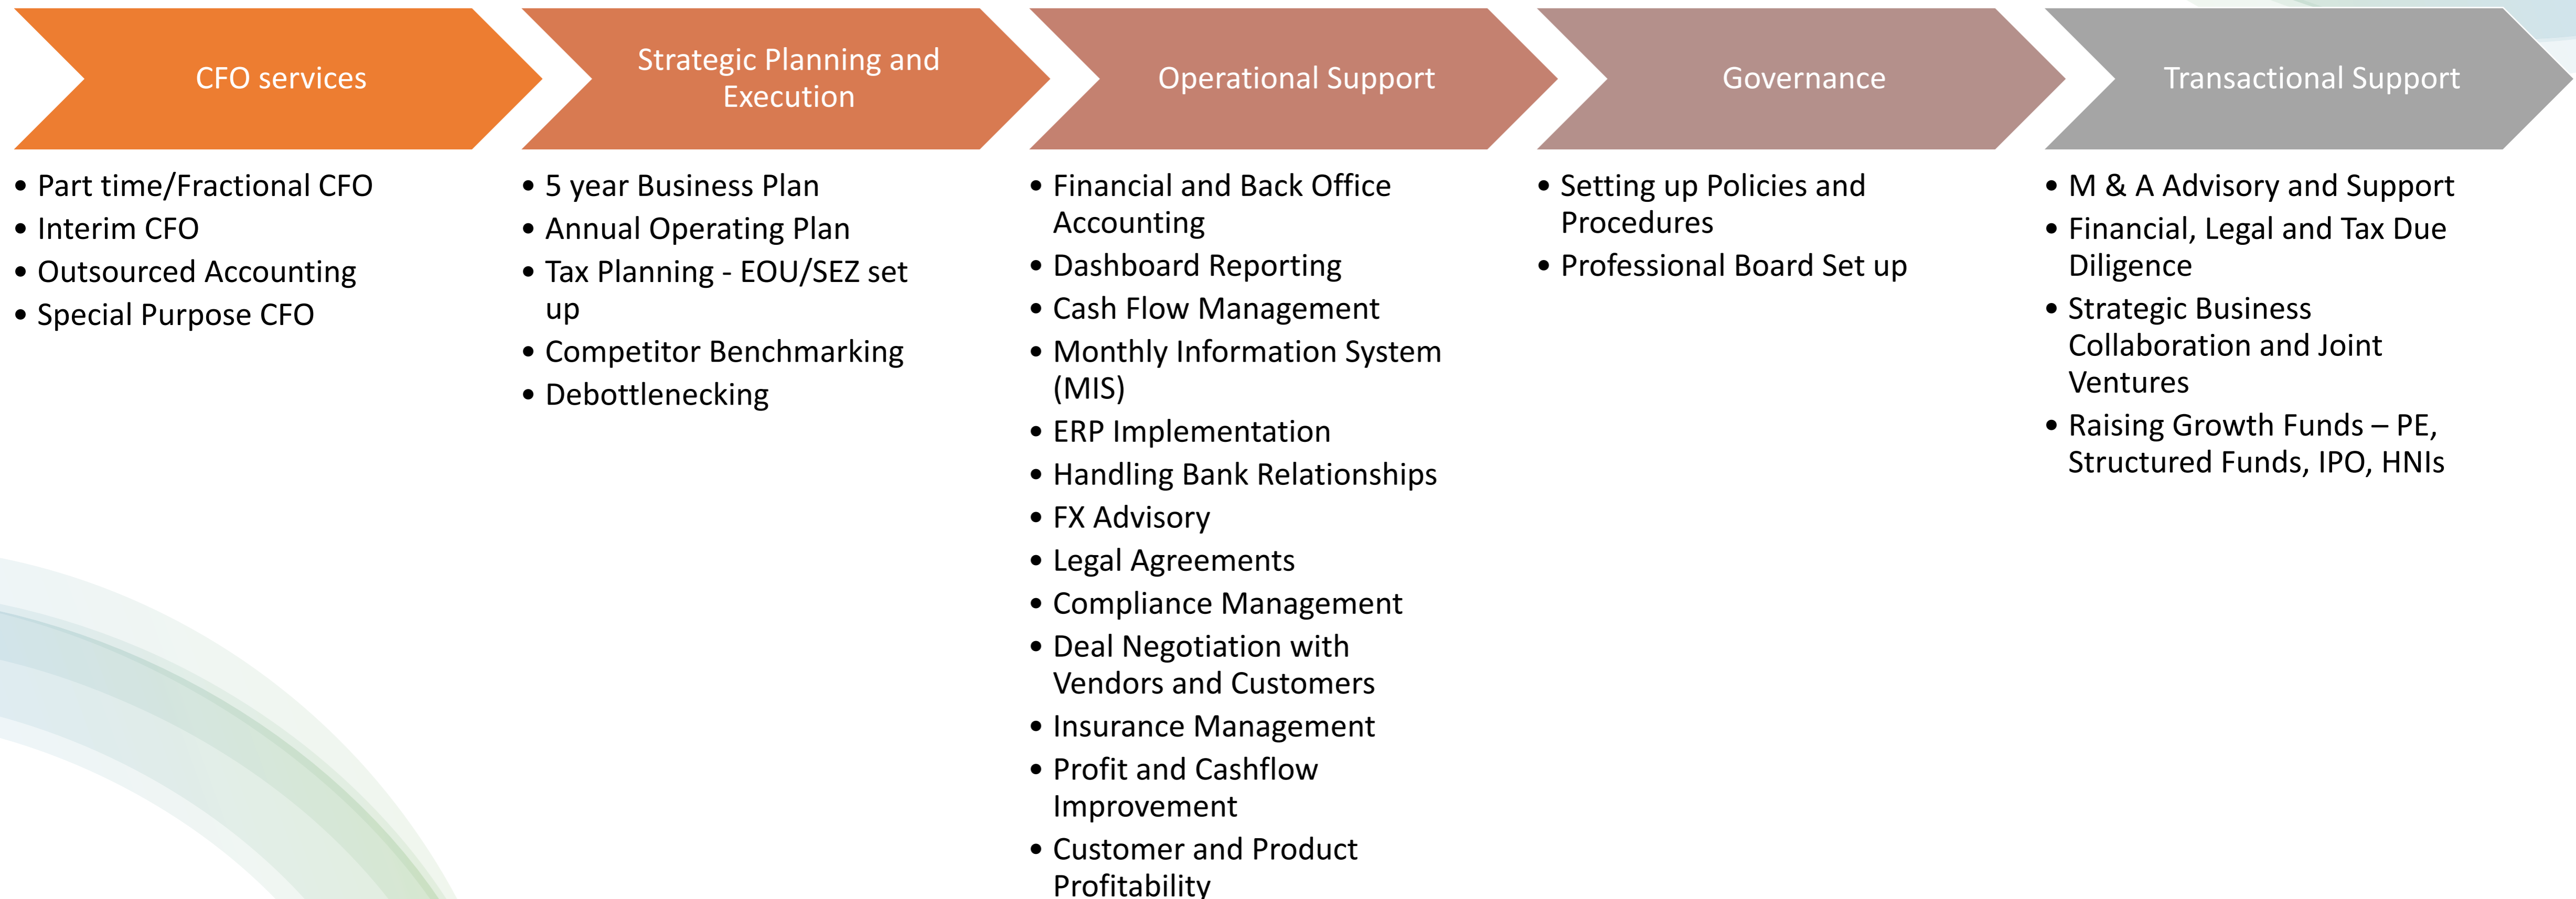 CFO services
• Part time/Fractional CFO
• Interim CFO
• Outsourced Accounting
• Special Purpose CFO
Strategic Planning and
Execution
• 5 year Business Plan
• Annual Operating Plan
• Tax Planning - EOU/SEZ set
up
• Competitor Benchmarking
• Debottlenecking
Operational Support
• Financial and Back Office
Accounting
• Dashboard Reporting
• Cash Flow Management
• Monthly Information System
(MIS)
• ERP Implementation
• Handling Bank Relationships
• FX Advisory
• Legal Agreements
• Compliance Management
• Deal Negotiation with
Vendors and Customers
• Insurance Management
• Profit and Cashflow
Improvement
• Customer and Product
Profitability
Governance
• Setting up Policies and
Procedures
• Professional Board Set up
Transactional Support
• M & A Advisory and Support
• Financial, Legal and Tax Due
Diligence
• Strategic Business
Collaboration and Joint
Ventures
• Raising Growth Funds – PE,
Structured Funds, IPO, HNIs